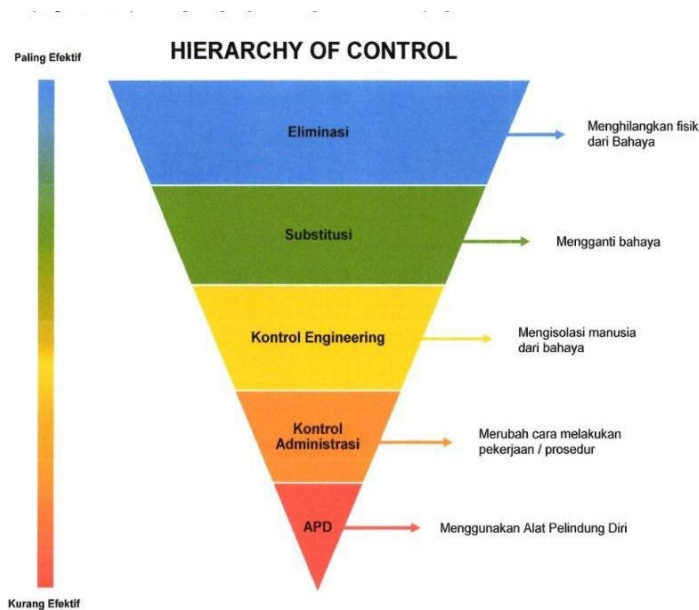 HIERARCHY OF CONTROL
Paling Efektif
Eliminasi
Menghilangkan fisik
dari Bahaya
Substitusi
Mengganti bahaya
Kontrol Engineering
Mengisolasi manusia
dari bahaya
Kontrol
Administrasi
Merubah cara melakukan
pekerjaan / prosedur
APD
Menggunakan Alat Pelindung Diri
Kurang Efektif